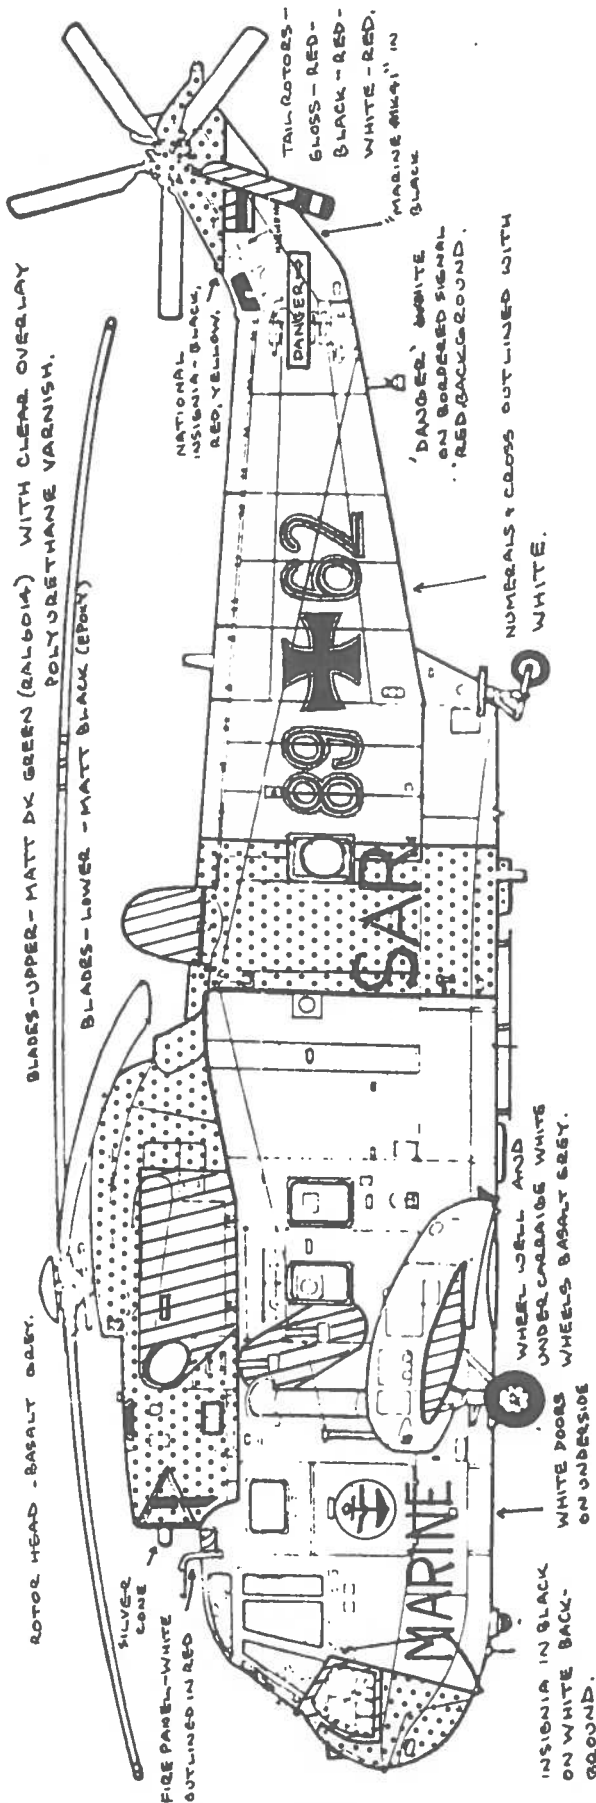 ROTOR HEAD - BASALT GREY.
BLADES-UPPER-MATT DK GREEN (RAL6014) WITH CLEAR OVERLAY
POLYURETHANE VARNISH.
BLADES-LOWER-MATT BLACK (EPOXY)
SILVER
CONE
FIRE PANEL-WHITE
OUTLINED IN RED
NATIONAL
INSIGNIA-BLACK,
RED, YELLOW.
TAIL ROTORS-
GLOSS-RED-
BLACK-RED-
WHITE-RED.
"MARINE MK41" IN
BLACK
DANGER
'DANGER' WHITE
ON BORDERED SIGNAL
RED BACKGROUND.
MARINE
SAR
89 62
NUMERALS & CROSS OUTLINED WITH
WHITE.
INSIGNIA IN BLACK
ON WHITE BACK-
GROUND.
WHITE DOORS
ON UNDERSIDE
WHEEL WELL AND
UNDERCARRAIGE WHITE
WHEELS BASALT GREY.